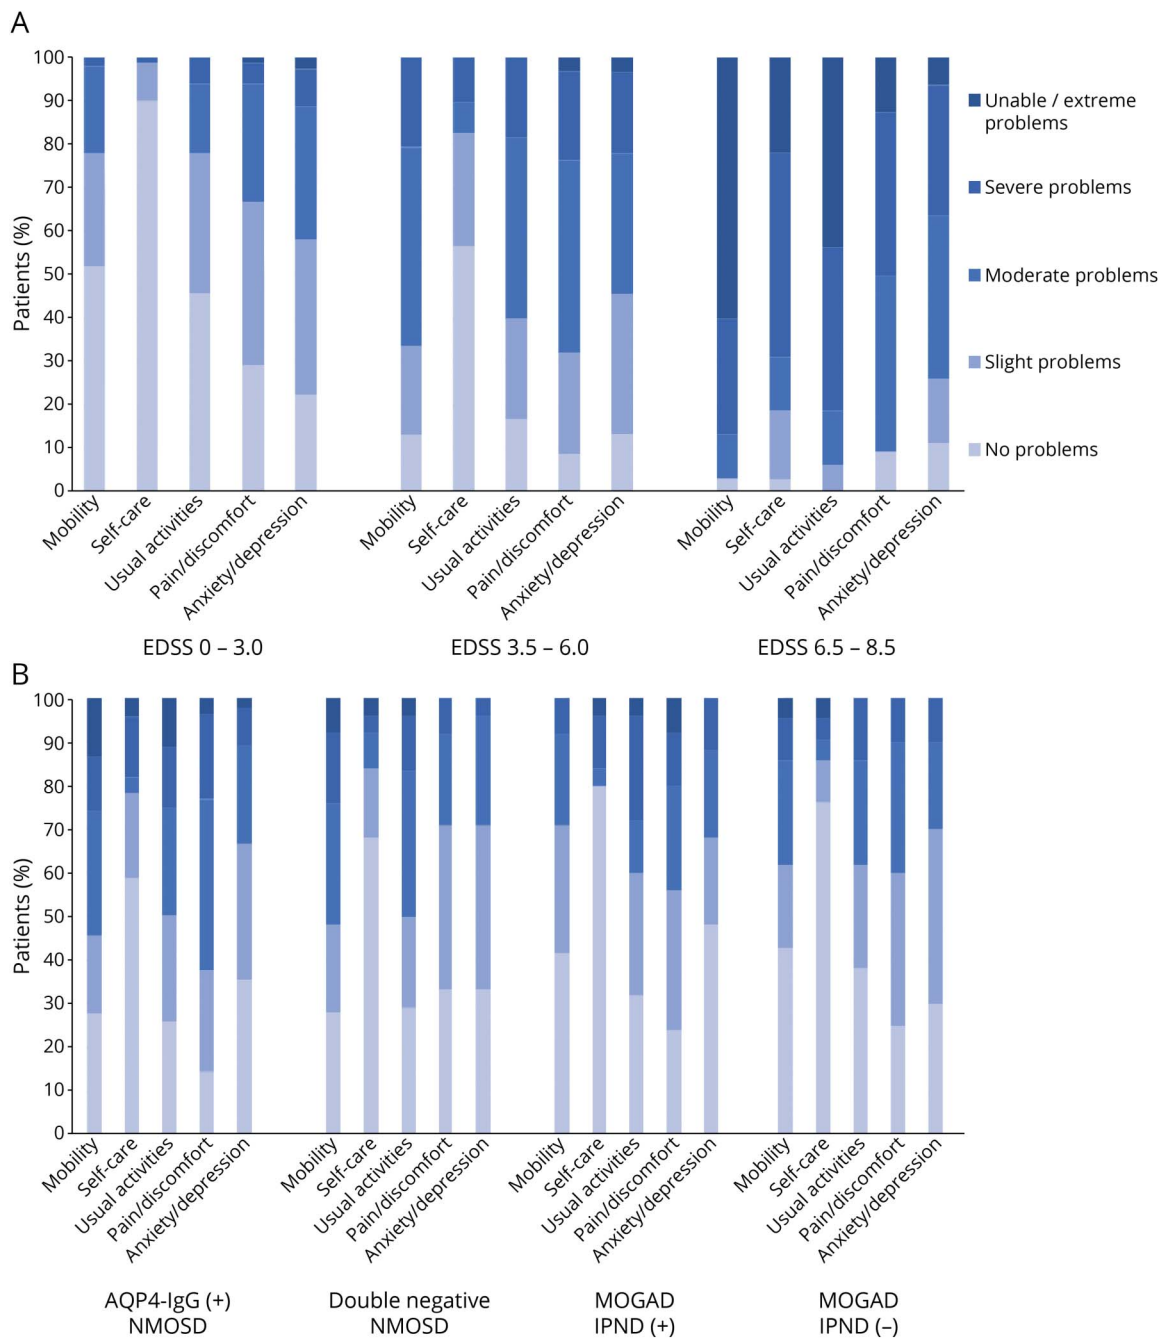 A
100
90
80
70
60
50
40
30
20
10
0
Patients (%)
Unable / extreme
problems
Severe problems
Moderate problems
Slight problems
No problems
Mobility
Self-care
Usual activities
Pain/discomfort
Anxiety/depression
Mobility
Self-care
Usual activities
Pain/discomfort
Anxiety/depression
Mobility
Self-care
Usual activities
Pain/discomfort
Anxiety/depression
EDSS 0 – 3.0
EDSS 3.5 – 6.0
EDSS 6.5 – 8.5
B
100
90
80
70
60
50
40
30
20
10
0
Patients (%)
Mobility
Self-care
Usual activities
Pain/discomfort
Anxiety/depression
Mobility
Self-care
Usual activities
Pain/discomfort
Anxiety/depression
Mobility
Self-care
Usual activities
Pain/discomfort
Anxiety/depression
Mobility
Self-care
Usual activities
Pain/discomfort
Anxiety/depression
AQP4-IgG (+)
NMOSD
Double negative
NMOSD
MOGAD
IPND (+)
MOGAD
IPND (–)